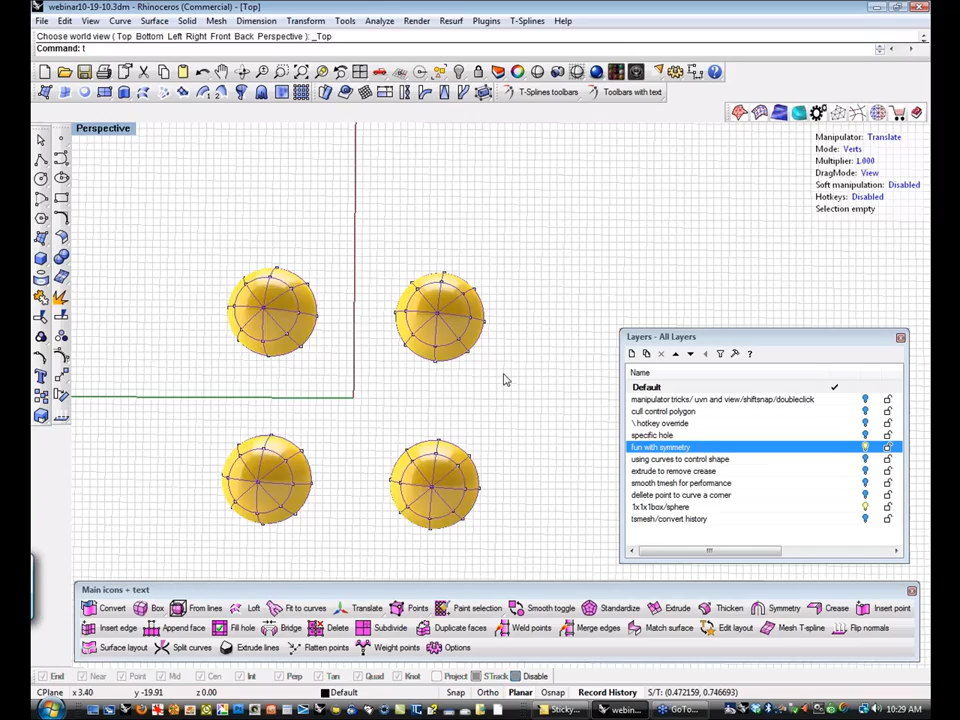 webinar10-19-10.3dm - Rhinoceros (Commercial) - [Top]
File Edit View Curve Surface Solid Mesh Dimension Transform Tools Analyze Render Resurf Plugins T-Splines Help
Choose world view ( Top Bottom Left Right Front Back Perspective ): _Top
Command: !
T-Splines toolbars Toolbars with text
Perspective
Manipulator: Translate
Mode: Verts
Multiplier: 1.000
DragMode: View
Soft manipulation: Disabled
Hotkeys: Disabled
Selection empty
Layers - All Layers
Name
Default
manipulator tricks/ uvn and view/shiftsnap/doubleclick
cull control polygon
\hotkey override
specific hole
fun with symmetry
using curves to control shape
extrude to remove crease
smooth tmesh for performance
dellete point to curve a corner
1x1x1box/sphere
tsmesh/convert history
Main icons + text
Convert Box From lines Loft Fit to curves Translate Points Paint selection Smooth toggle Standardize Extrude Thicken Symmetry Crease Insert point
Insert edge Append face Fill hole Bridge Delete Subdivide Duplicate faces Weld points Merge edges Match surface Edit layout Mesh T-spline Flip normals
Surface layout Split curves Extrude lines Flatten points Weight points Options
End Near Point Mid Cen Int Perp Tan Quad Knot Project STrack Disable
CPlane x 3.40 y -19.91 z 0.00 Default Snap Ortho Planar Osnap Record History S/T: (0.472159, 0.746693)
Sticky... webin... GoTo... 10:29 AM